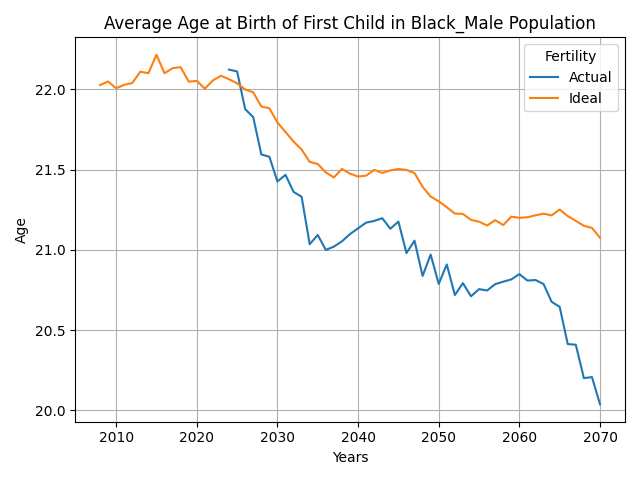 Average Age at Birth of First Child in Black_Male Population
Fertility
Actual
Ideal
22.0
21.5
21.0
20.5
20.0
Age
2010 2020 2030 2040 2050 2060 2070
Years